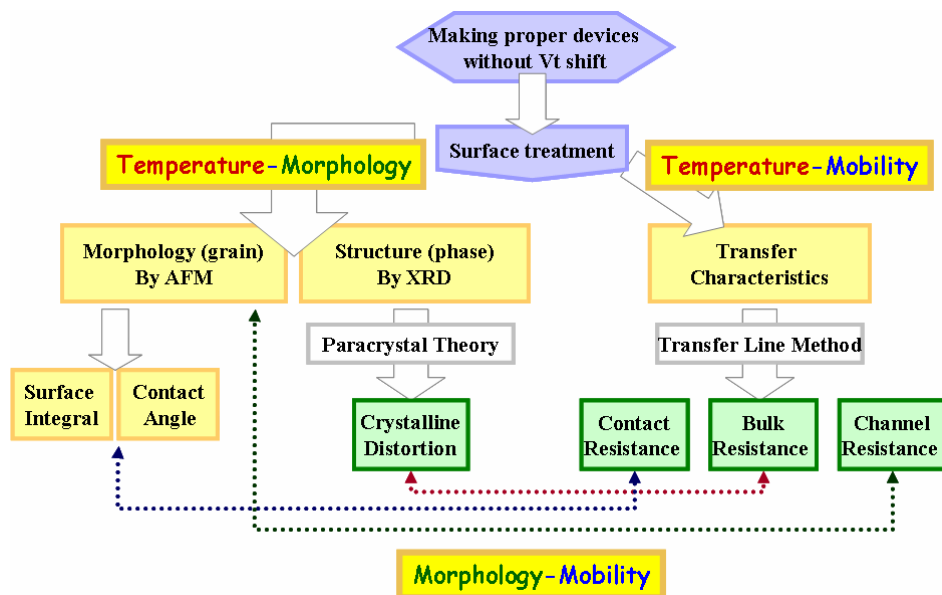 Making proper devices
without Vt shift
Surface treatment
Temperature-Morphology
Temperature-Mobility
Morphology (grain)
By AFM
Structure (phase)
By XRD
Transfer
Characteristics
Paracrystal Theory
Transfer Line Method
Surface
Integral
Contact
Angle
Crystalline
Distortion
Contact
Resistance
Bulk
Resistance
Channel
Resistance
Morphology-Mobility